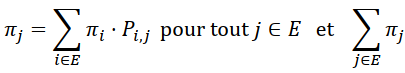 π_j = ∑_{i∈E} π_i · P_{i,j} pour tout j ∈ E et ∑_{j∈E} π_j